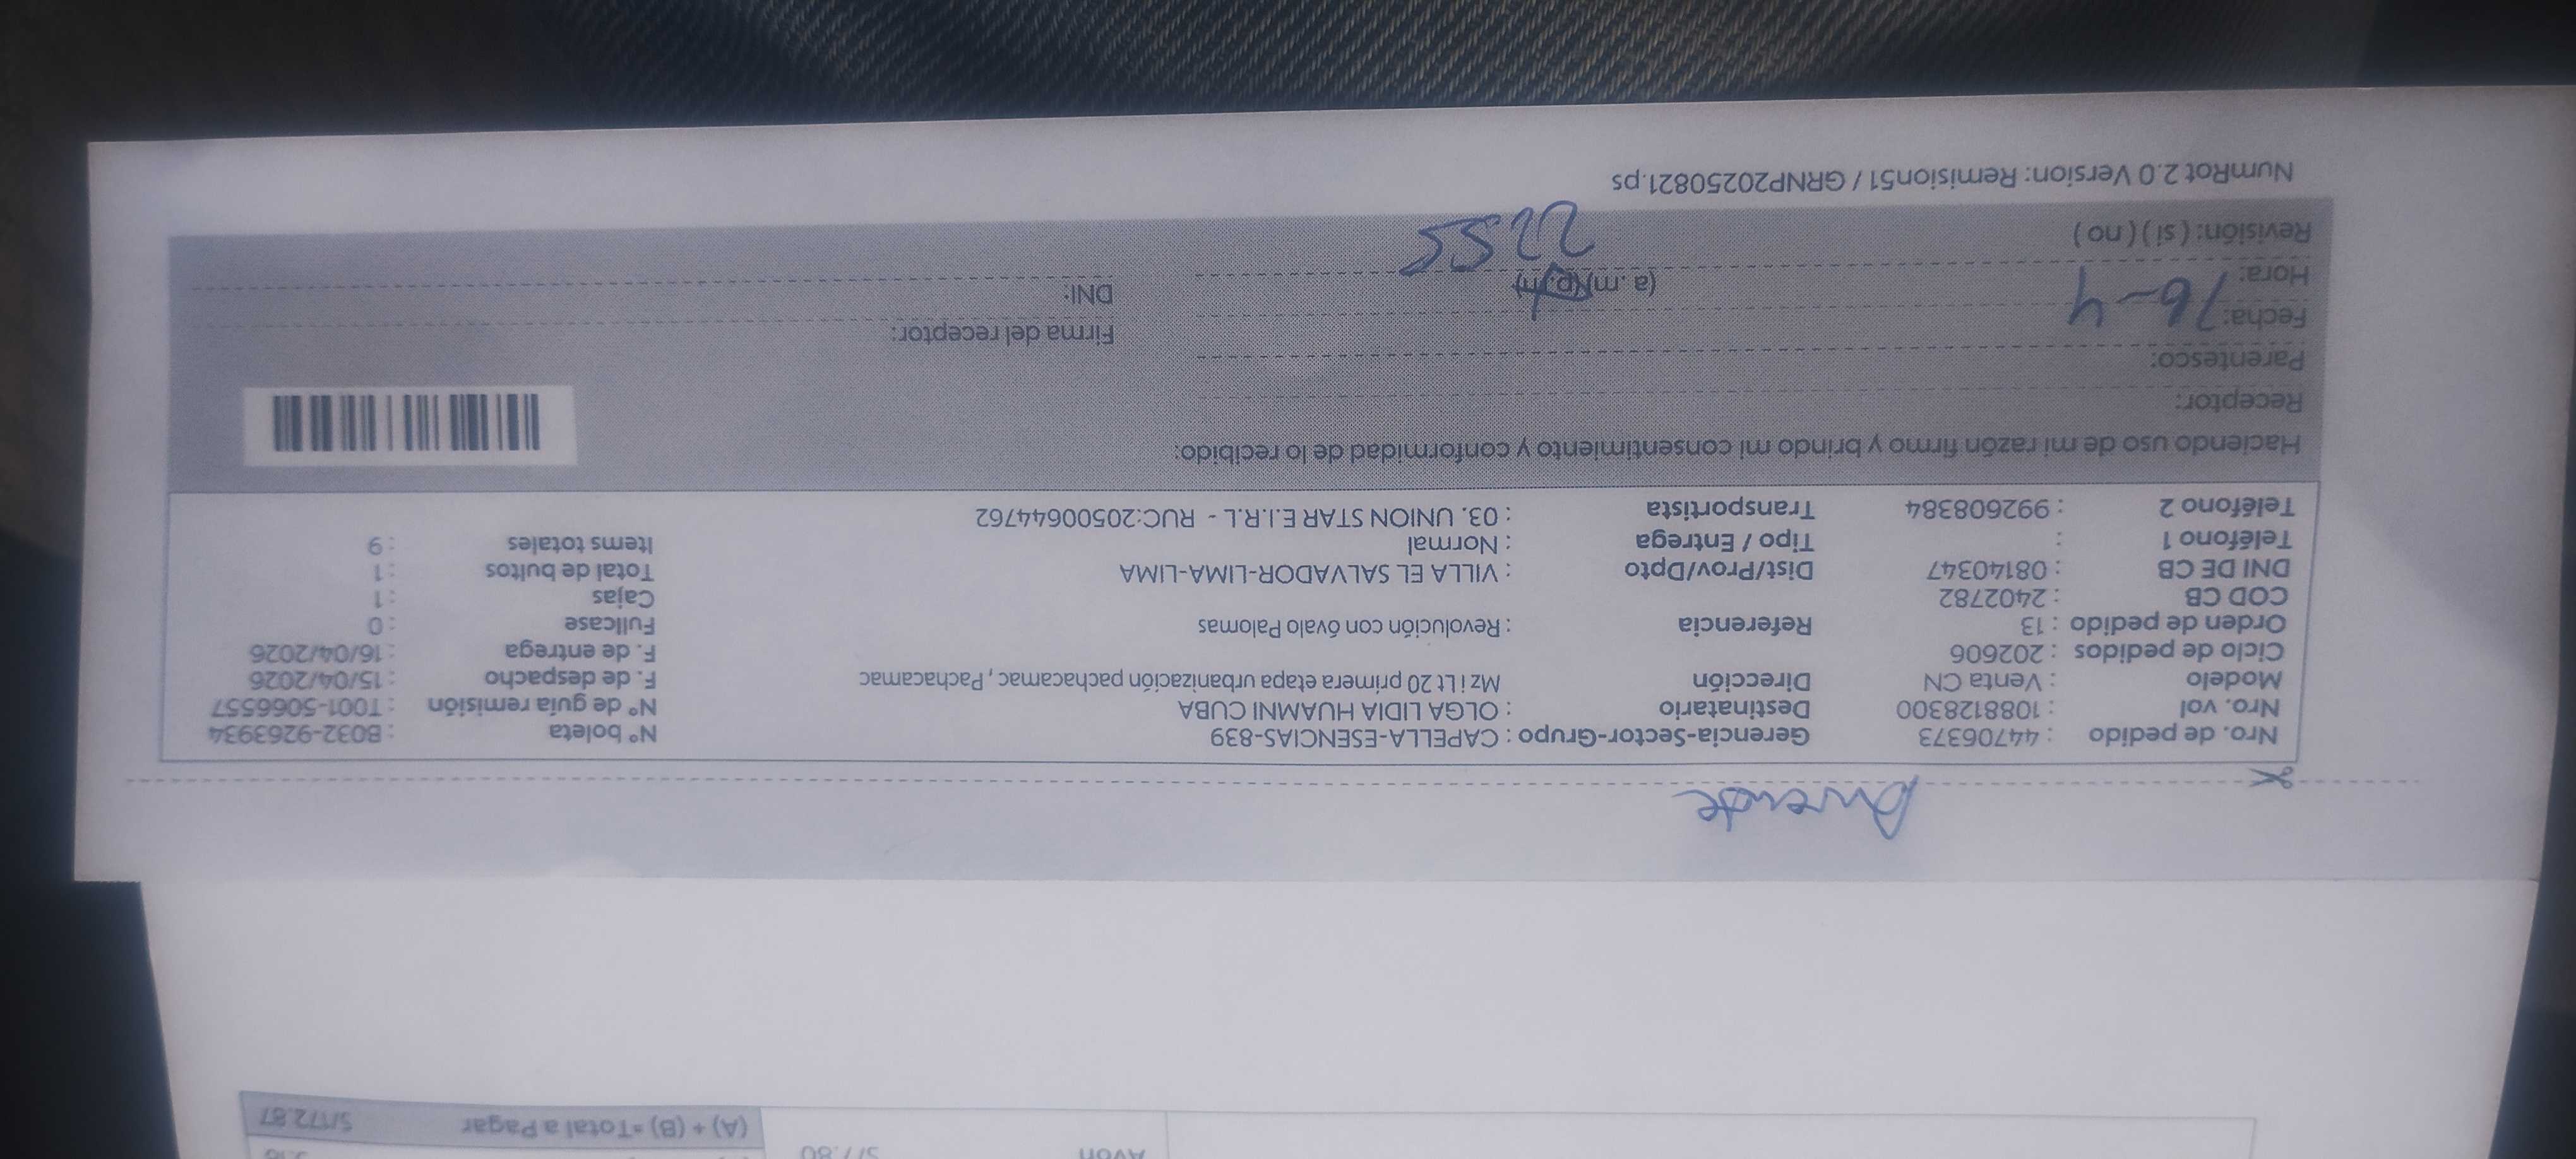 Avon S/7.80
(A) + (B) =Total a Pagar S/172.87
Nro. de pedido : 44706373 Gerencia-Sector-Grupo : CAPELLA-ESENCIAS-839 N° boleta : B032-9263934
Nro. vol : 1088128300 Destinatario : OLGA LIDIA HUAMNI CUBA N° de guía remisión : T001-5066557
Modelo : Venta CN Dirección Mz i Lt 20 primera etapa urbanización pachacamac , Pachacamac F. de despacho : 15/04/2026
Ciclo de pedidos : 202606 F. de entrega : 16/04/2026
Orden de pedido : 13 Referencia : Revolución con óvalo Palomas Fullcase : 0
COD CB : 2402782 Cajas : 1
DNI DE CB : 08140347 Dist/Prov/Dpto : VILLA EL SALVADOR-LIMA-LIMA Total de bultos : 1
Teléfono 1 : Tipo / Entrega : Normal Items totales : 9
Teléfono 2 : 992608384 Transportista : 03. UNION STAR E.I.R.L - RUC:20500644762
Haciendo uso de mi razón firmo y brindo mi consentimiento y conformidad de lo recibido:
Receptor:
Parentesco:
Fecha: 16-4 Firma del receptor:
Hora: (a .m)(p.m) DNI:
Revisión: ( si ) ( no ) 2255
NumRot 2.0 Version: Remision51 / GRNP20250821.ps